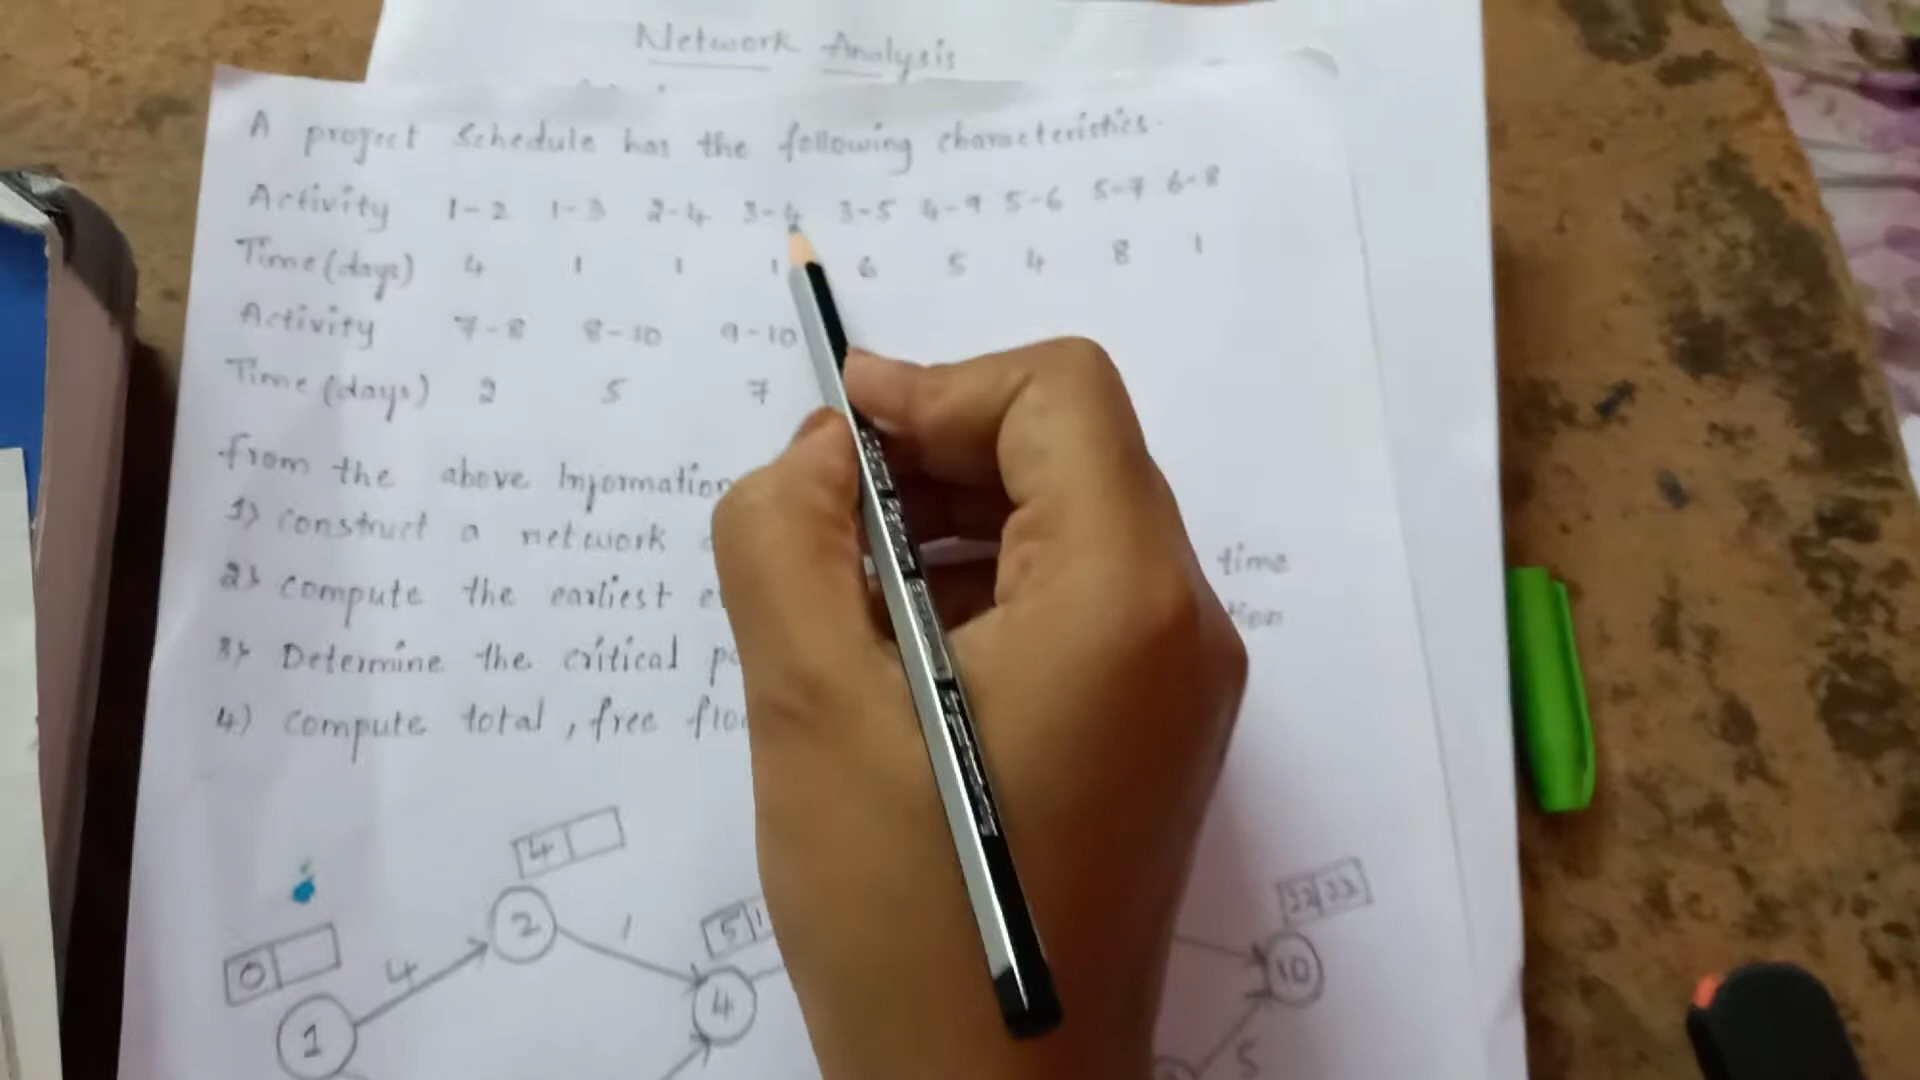 Network Analysis
A project Schedule has the following characteristics.
Activity 1-2 1-3 2-4 3-4 3-5 4-9 5-6 5-7 6-8
Time (days) 4 1 1 1 6 5 4 8 1
Activity 7-8 8-10 9-10
Time (days) 2 5 7
from the above Information
1) construct a network
2) compute the earliest time
3) Determine the critical
4) compute total, free
4
0
4
2
1
5
4
1
22 22
10
5